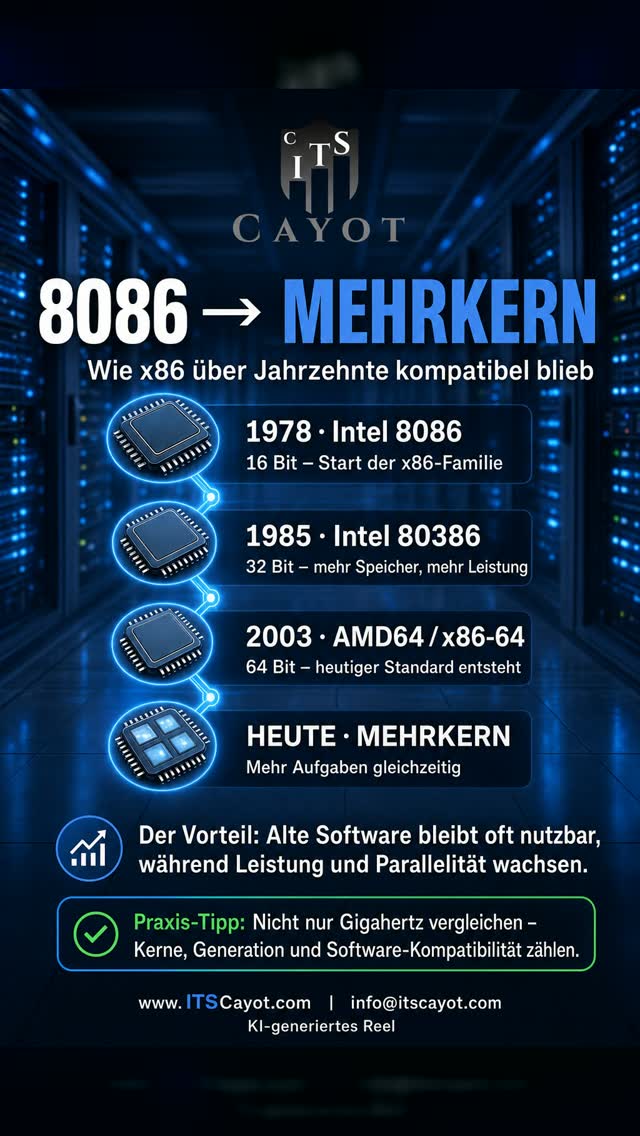 CITS
CAYOT
8086 → MEHRKERN
Wie x86 über Jahrzehnte kompatibel blieb
1978 · Intel 8086
16 Bit – Start der x86-Familie
1985 · Intel 80386
32 Bit – mehr Speicher, mehr Leistung
2003 · AMD64 / x86-64
64 Bit – heutiger Standard entsteht
HEUTE · MEHRKERN
Mehr Aufgaben gleichzeitig
Der Vorteil: Alte Software bleibt oft nutzbar,
während Leistung und Parallelität wachsen.
Praxis-Tipp: Nicht nur Gigahertz vergleichen –
Kerne, Generation und Software-Kompatibilität zählen.
www.ITSCayot.com | info@itscayot.com
KI-generiertes Reel